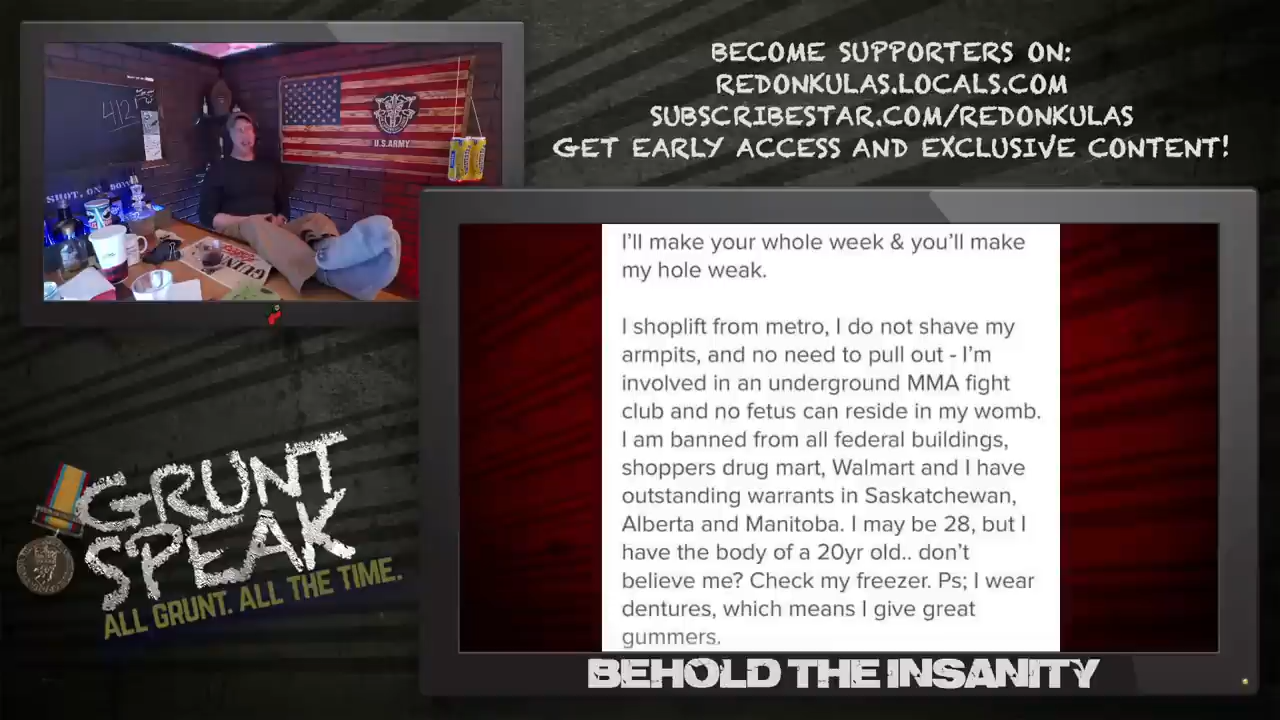 BECOME SUPPORTERS ON:
REDONKULAS.LOCALS.COM
SUBSCRIBESTAR.COM/REDONKULAS
GET EARLY ACCESS AND EXCLUSIVE CONTENT!
412
U.S. ARMY
SHOT, ON, DOW
I'll make your whole week & you'll make
my hole weak.
I shoplift from metro, I do not shave my
armpits, and no need to pull out - I'm
involved in an underground MMA fight
club and no fetus can reside in my womb.
I am banned from all federal buildings,
shoppers drug mart, Walmart and I have
outstanding warrants in Saskatchewan,
Alberta and Manitoba. I may be 28, but I
have the body of a 20yr old.. don't
believe me? Check my freezer. Ps; I wear
dentures, which means I give great
gummers.
GRUNT
SPEAK
ALL GRUNT. ALL THE TIME.
BEHOLD THE INSANITY